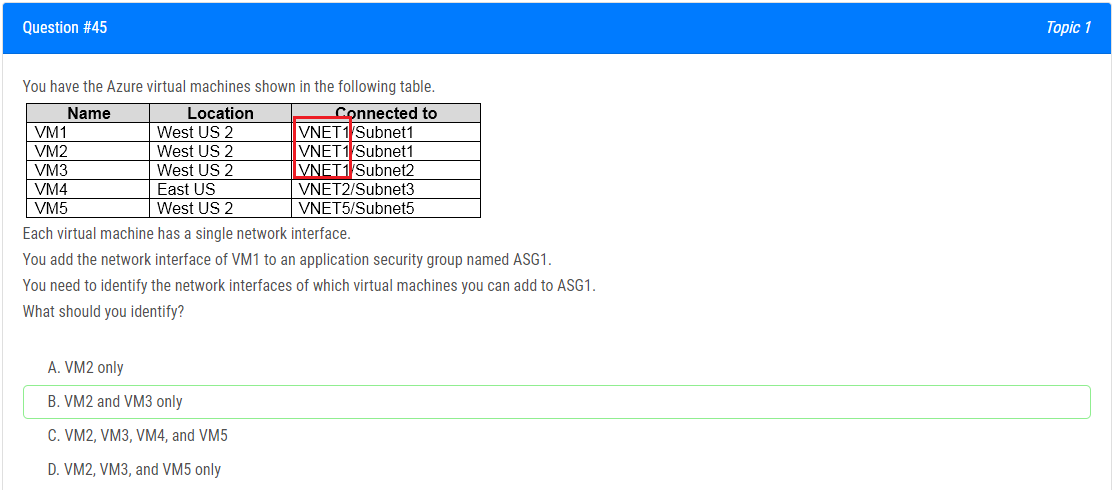 Question #45 Topic 1
You have the Azure virtual machines shown in the following table.
Name Location Connected to
VM1 West US 2 VNET1/Subnet1
VM2 West US 2 VNET1/Subnet1
VM3 West US 2 VNET1/Subnet2
VM4 East US VNET2/Subnet3
VM5 West US 2 VNET5/Subnet5
Each virtual machine has a single network interface.
You add the network interface of VM1 to an application security group named ASG1.
You need to identify the network interfaces of which virtual machines you can add to ASG1.
What should you identify?
A. VM2 only
B. VM2 and VM3 only
C. VM2, VM3, VM4, and VM5
D. VM2, VM3, and VM5 only